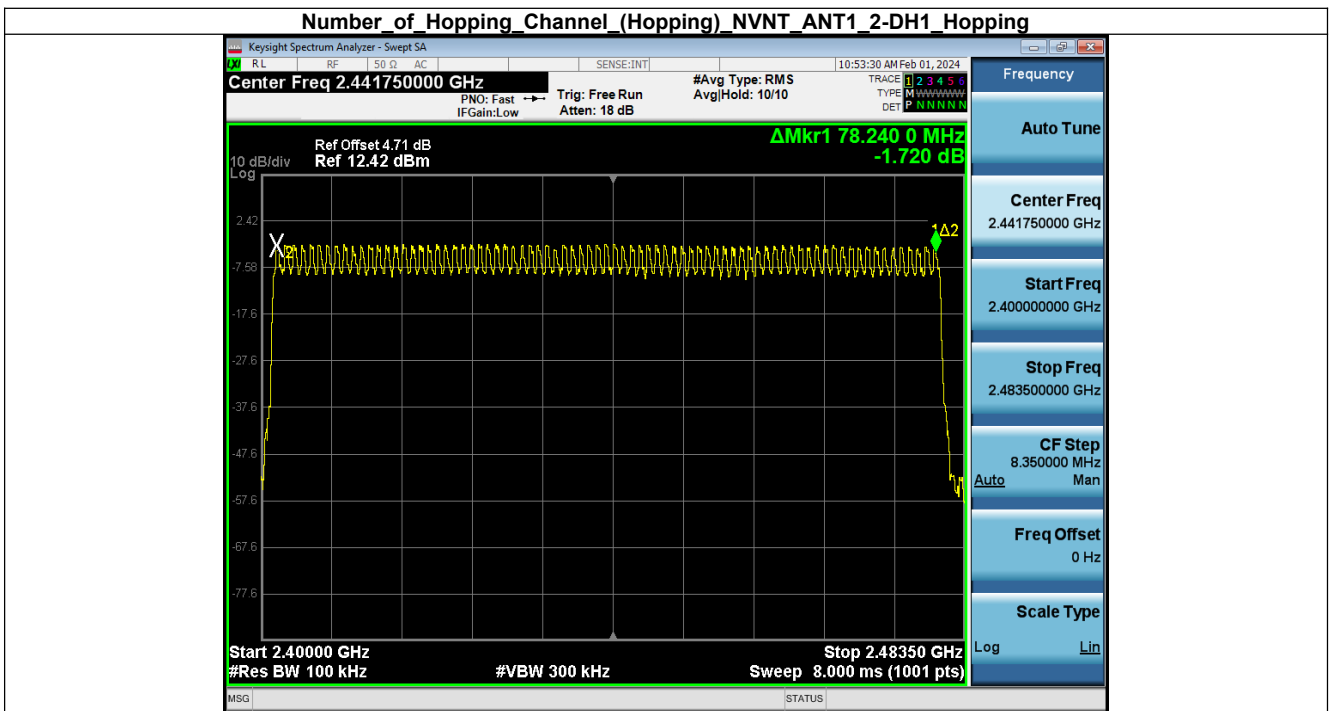 Number_of_Hopping_Channel_(Hopping)_NVNT_ANT1_2-DH1_Hopping
Keysight Spectrum Analyzer - Swept SA
LXI RL RF 50 Ω AC SENSE:INT 10:53:30 AM Feb 01, 2024
Center Freq 2.441750000 GHz #Avg Type: RMS TRACE 1 2 3 4 5 6
PNO: Fast Trig: Free Run Avg|Hold: 10/10 TYPE M WWWWW
IFGain:Low Atten: 18 dB DET P N N N N N
ΔMkr1 78.240 0 MHz
-1.720 dB
Ref Offset 4.71 dB
10 dB/div Ref 12.42 dBm
Log
2.42
-7.58
-17.6
-27.6
-37.6
-47.6
-57.6
-67.6
-77.6
X2
1Δ2
Start 2.40000 GHz Stop 2.48350 GHz
#Res BW 100 kHz #VBW 300 kHz Sweep 8.000 ms (1001 pts)
MSG STATUS
Frequency
Auto Tune
Center Freq
2.441750000 GHz
Start Freq
2.400000000 GHz
Stop Freq
2.483500000 GHz
CF Step
8.350000 MHz
Auto Man
Freq Offset
0 Hz
Scale Type
Log Lin